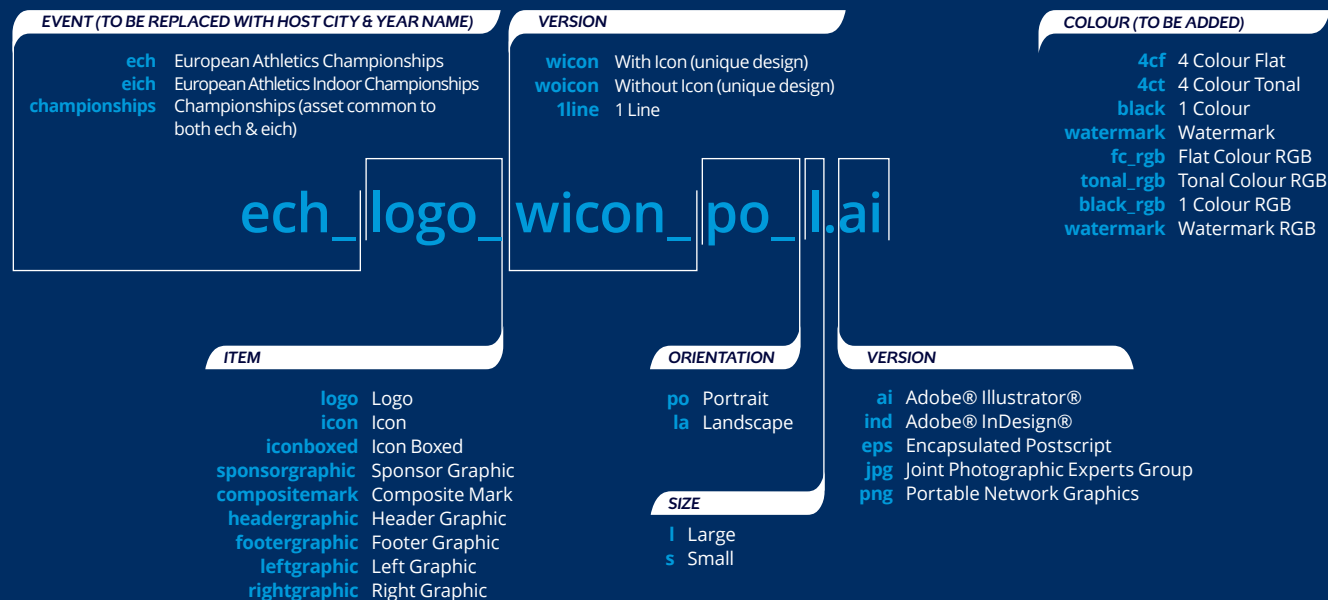 EVENT (TO BE REPLACED WITH HOST CITY & YEAR NAME)
ech European Athletics Championships
eich European Athletics Indoor Championships
championships Championships (asset common to
both ech & eich)
VERSION
wicon With Icon (unique design)
woicon Without Icon (unique design)
1line 1 Line
COLOUR (TO BE ADDED)
4cf 4 Colour Flat
4ct 4 Colour Tonal
black 1 Colour
watermark Watermark
fc_rgb Flat Colour RGB
tonal_rgb Tonal Colour RGB
black_rgb 1 Colour RGB
watermark Watermark RGB
ech_logo_wicon_po_l.ai
ITEM
logo Logo
icon Icon
iconboxed Icon Boxed
sponsorgraphic Sponsor Graphic
compositemark Composite Mark
headergraphic Header Graphic
footergraphic Footer Graphic
leftgraphic Left Graphic
rightgraphic Right Graphic
ORIENTATION
po Portrait
la Landscape
SIZE
l Large
s Small
VERSION
ai Adobe® Illustrator®
ind Adobe® InDesign®
eps Encapsulated Postscript
jpg Joint Photographic Experts Group
png Portable Network Graphics